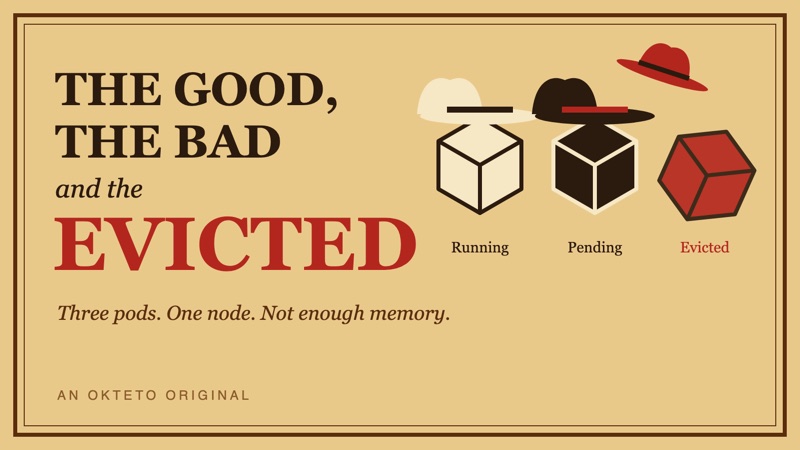 THE GOOD,
THE BAD
and the
EVICTED
Running
Pending
Evicted
Three pods. One node. Not enough memory.
AN OKTETO ORIGINAL